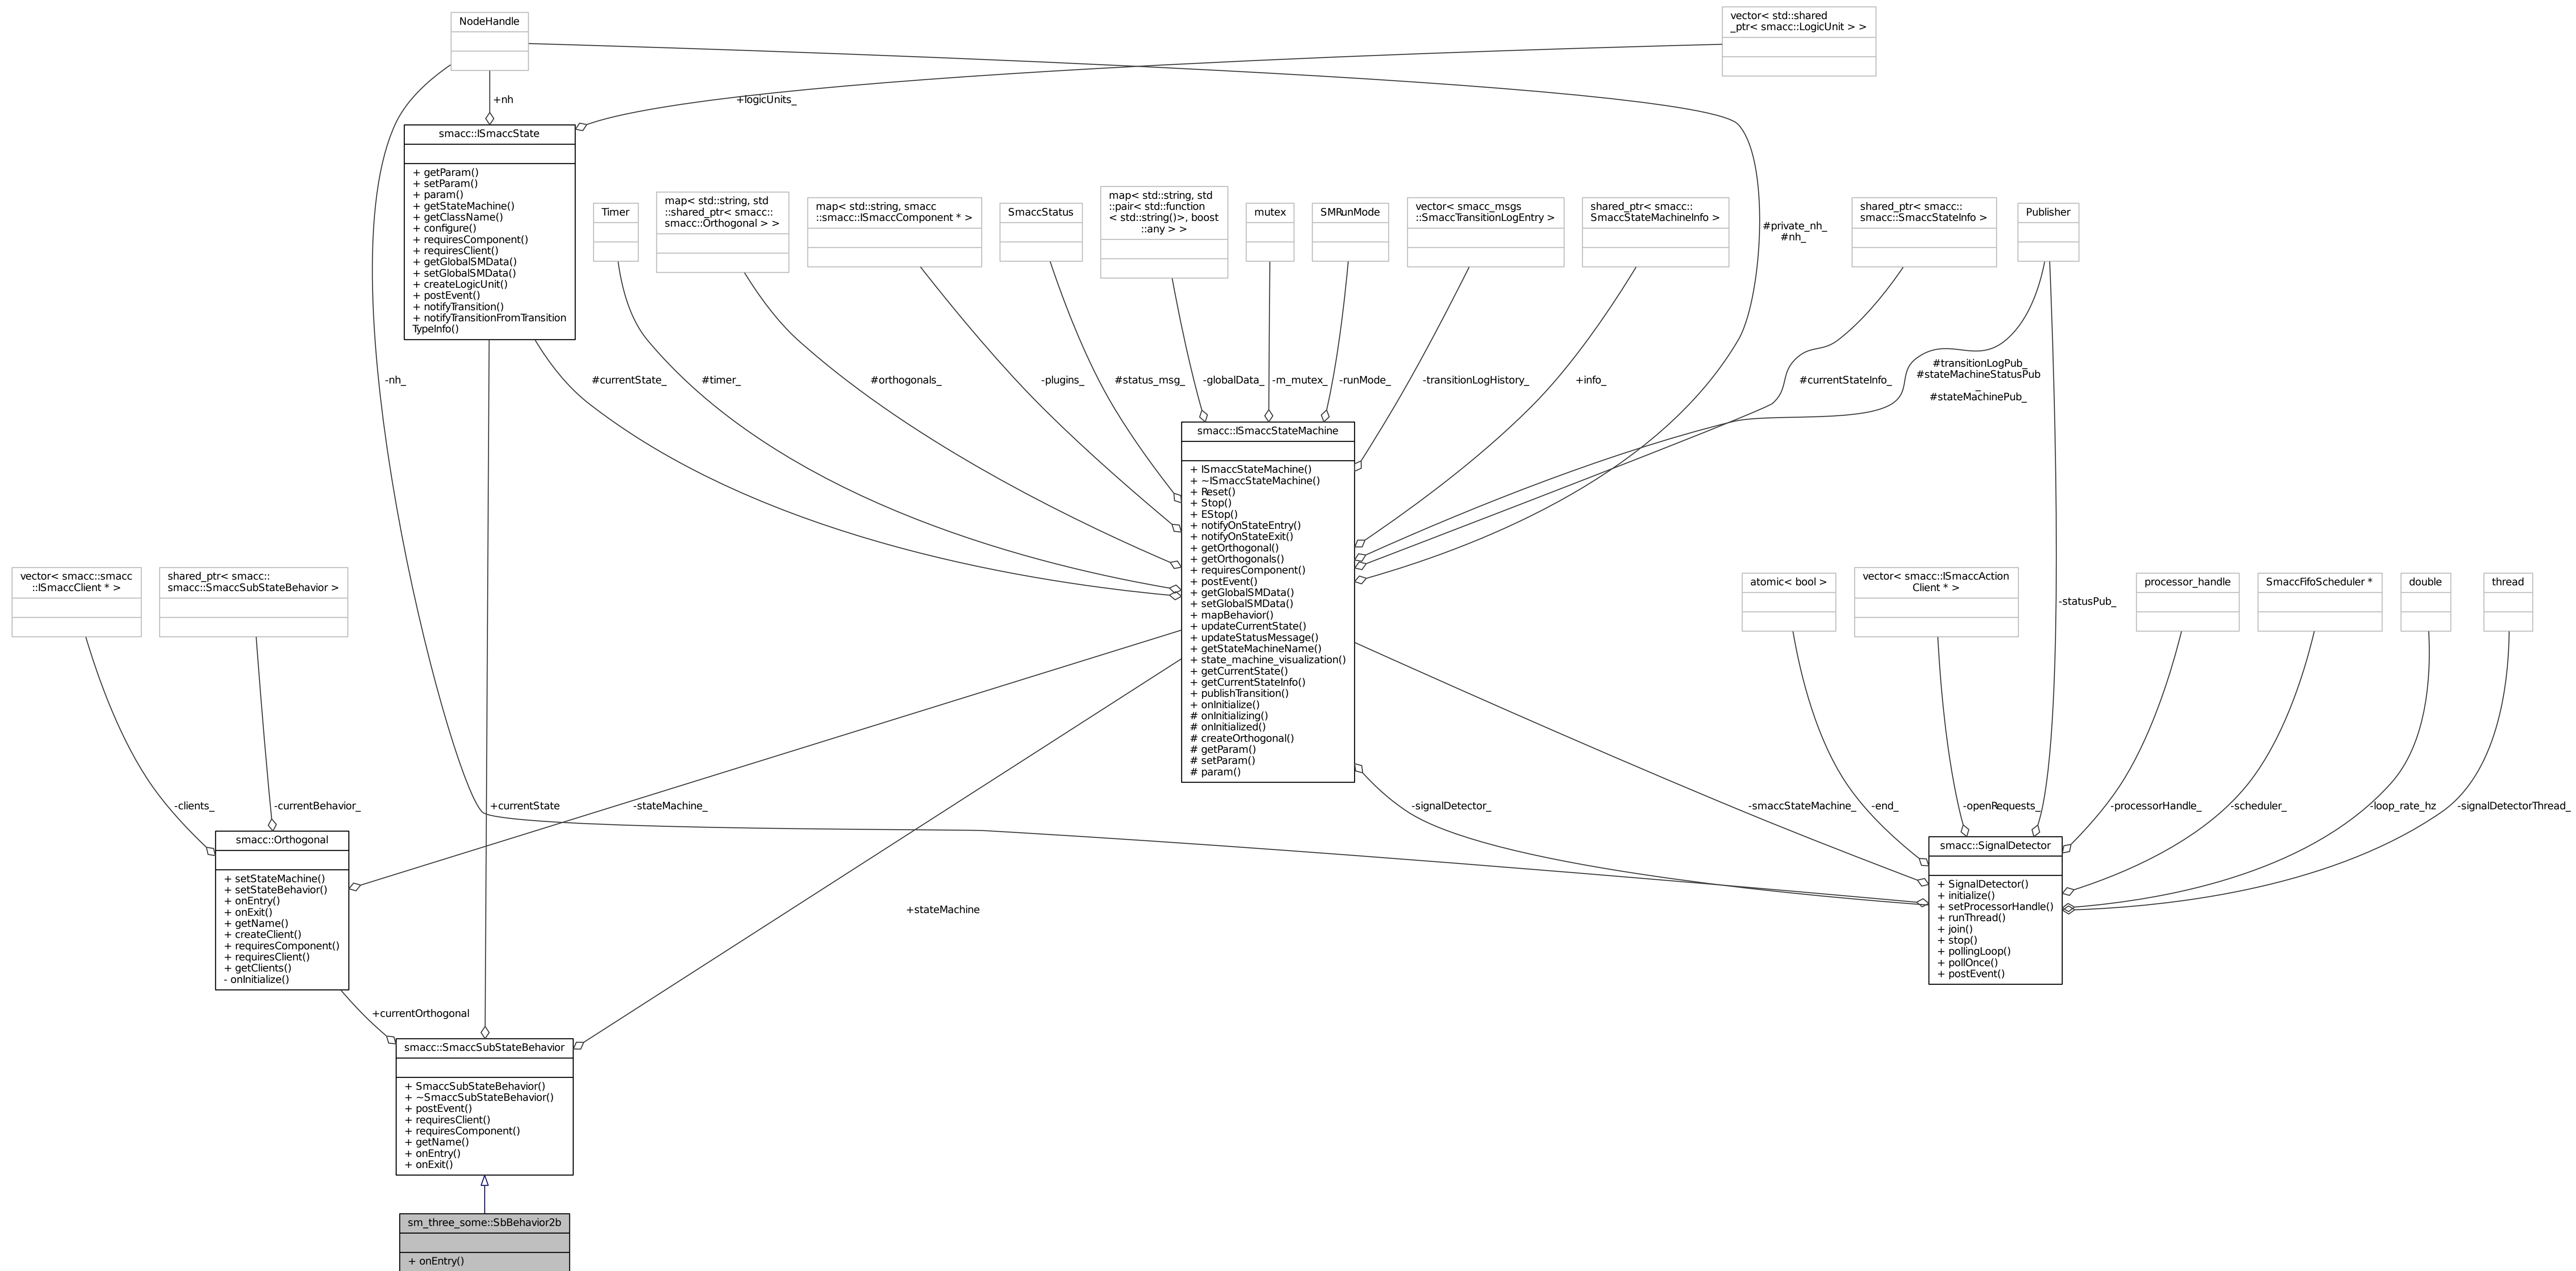 NodeHandle
vector< std::shared
_ptr< smacc::LogicUnit > >
+nh
+logicUnits_
smacc::ISmaccState
+ getParam()
+ setParam()
+ param()
+ getStateMachine()
+ getClassName()
+ configure()
+ requiresComponent()
+ requiresClient()
+ getGlobalSMData()
+ setGlobalSMData()
+ createLogicUnit()
+ postEvent()
+ notifyTransition()
+ notifyTransitionFromTransition
TypeInfo()
Timer
map< std::string, std
::shared_ptr< smacc::
smacc::Orthogonal > >
map< std::string, smacc
::smacc::ISmaccComponent * >
SmaccStatus
map< std::string, std
::pair< std::function
< std::string()>, boost
::any > >
mutex
SMRunMode
vector< smacc_msgs
::SmaccTransitionLogEntry >
shared_ptr< smacc::
SmaccStateMachineInfo >
#private_nh_
#nh_
shared_ptr< smacc::
smacc::SmaccStateInfo >
Publisher
-nh_
#currentState_
#timer_
#orthogonals_
-plugins_
#status_msg_
-globalData_
-m_mutex_
-runMode_
-transitionLogHistory_
+info_
#currentStateInfo_
#transitionLogPub_
#stateMachineStatusPub
_
#stateMachinePub_
smacc::ISmaccStateMachine
+ ISmaccStateMachine()
+ ~ISmaccStateMachine()
+ Reset()
+ Stop()
+ EStop()
+ notifyOnStateEntry()
+ notifyOnStateExit()
+ getOrthogonal()
+ getOrthogonals()
+ requiresComponent()
+ postEvent()
+ getGlobalSMData()
+ setGlobalSMData()
+ mapBehavior()
+ updateCurrentState()
+ updateStatusMessage()
+ getStateMachineName()
+ state_machine_visualization()
+ getCurrentState()
+ getCurrentStateInfo()
+ publishTransition()
+ onInitialize()
# onInitializing()
# onInitialized()
# createOrthogonal()
# getParam()
# setParam()
# param()
vector< smacc::smacc
::ISmaccClient * >
shared_ptr< smacc::
smacc::SmaccSubStateBehavior >
atomic< bool >
vector< smacc::ISmaccAction
Client * >
-statusPub_
processor_handle
SmaccFifoScheduler *
double
thread
-clients_
-currentBehavior_
+currentState
-stateMachine_
-signalDetector_
-smaccStateMachine_
-end_
-openRequests_
-processorHandle_
-scheduler_
-loop_rate_hz
-signalDetectorThread_
smacc::Orthogonal
+ setStateMachine()
+ setStateBehavior()
+ onEntry()
+ onExit()
+ getName()
+ createClient()
+ requiresComponent()
+ requiresClient()
+ getClients()
- onInitialize()
+stateMachine
smacc::SignalDetector
+ SignalDetector()
+ initialize()
+ setProcessorHandle()
+ runThread()
+ join()
+ stop()
+ pollingLoop()
+ pollOnce()
+ postEvent()
+currentOrthogonal
smacc::SmaccSubStateBehavior
+ SmaccSubStateBehavior()
+ ~SmaccSubStateBehavior()
+ postEvent()
+ requiresClient()
+ requiresComponent()
+ getName()
+ onEntry()
+ onExit()
sm_three_some::SbBehavior2b
+ onEntry()